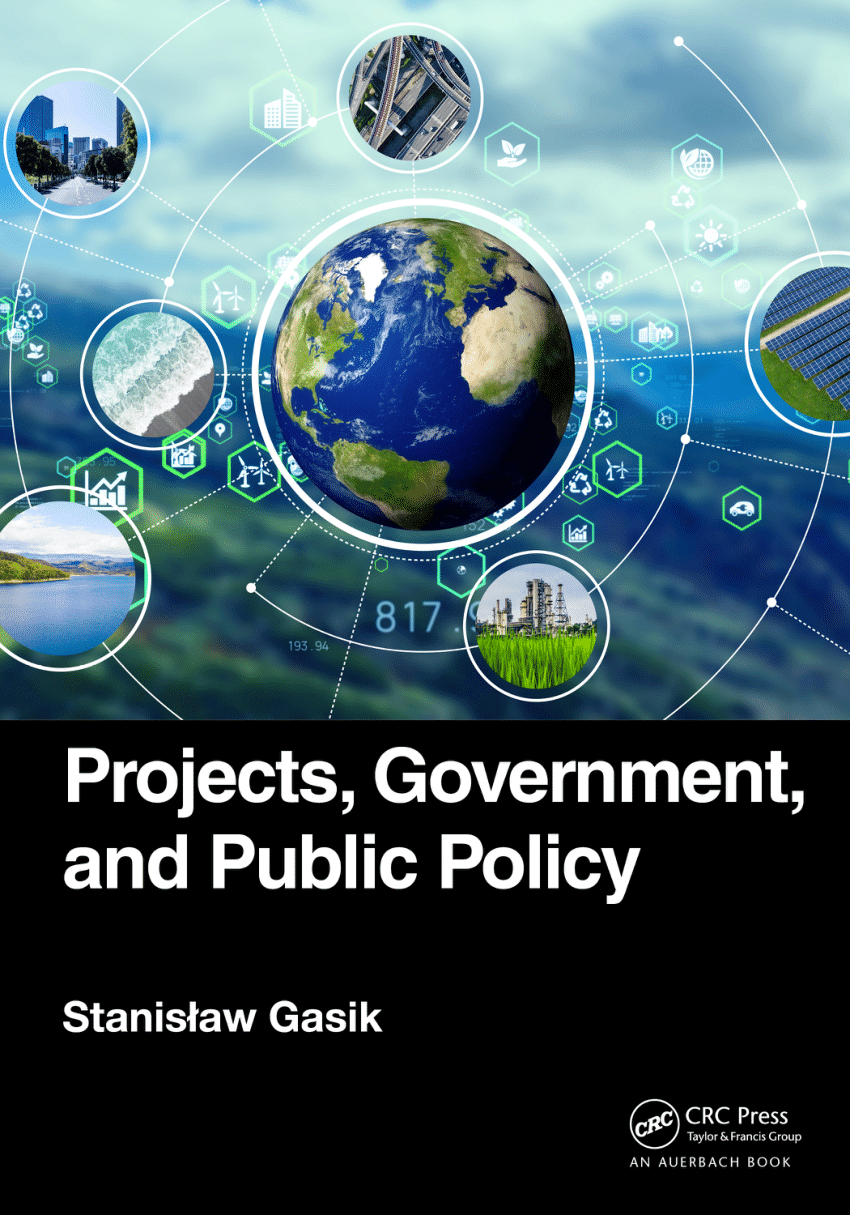 817
193.94
Projects, Government,
and Public Policy
Stanisław Gasik
CRC
CRC Press
Taylor & Francis Group
AN AUERBACH BOOK